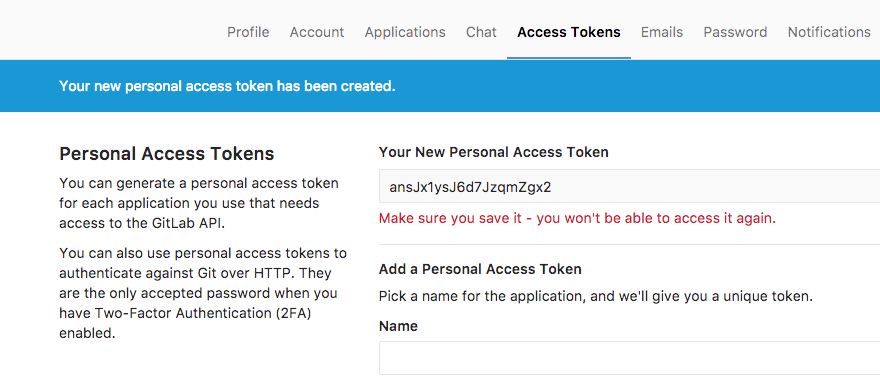 Profile Account Applications Chat Access Tokens Emails Password Notifications
Your new personal access token has been created.
Personal Access Tokens
You can generate a personal access token
for each application you use that needs
access to the GitLab API.
You can also use personal access tokens to
authenticate against Git over HTTP. They
are the only accepted password when you
have Two-Factor Authentication (2FA)
enabled.
Your New Personal Access Token
ansJx1ysJ6d7JzqmZgx2
Make sure you save it - you won't be able to access it again.
Add a Personal Access Token
Pick a name for the application, and we'll give you a unique token.
Name